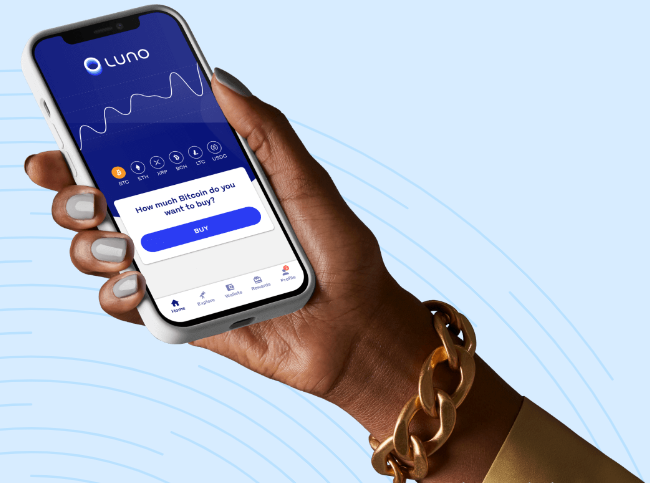 LUNO
BTC ETH XRP BCH LTC USDC
How much Bitcoin do you
want to buy?
BUY
Home Explore Wallets Rewards Profile